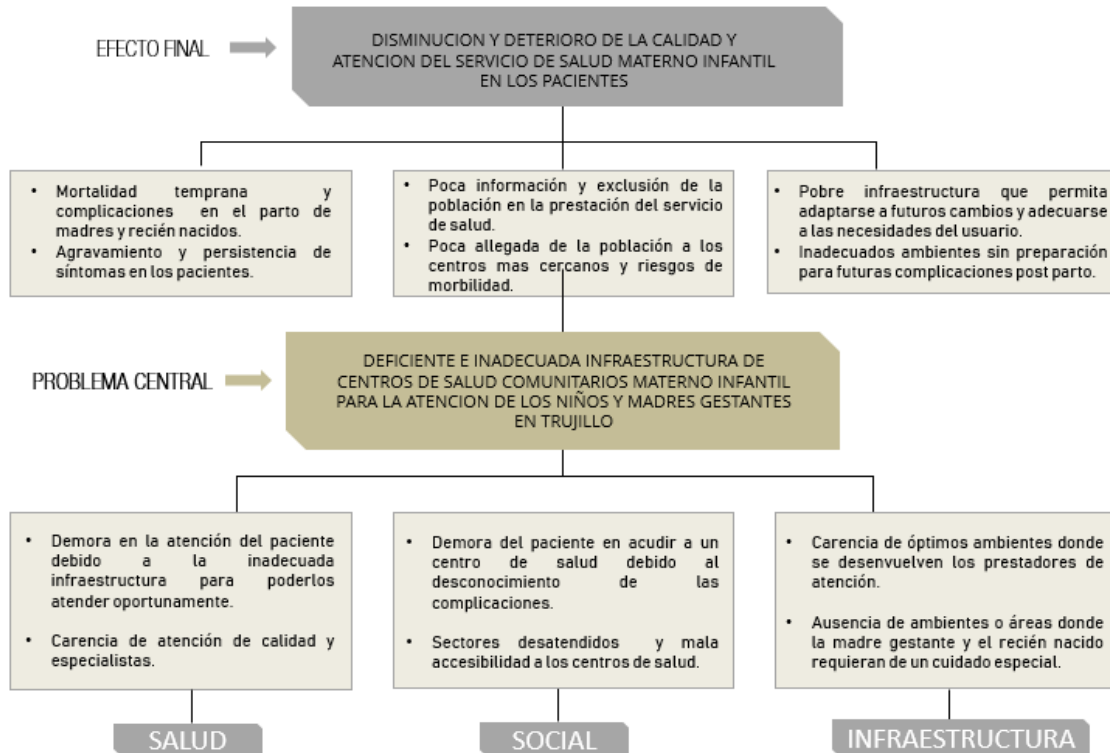 EFECTO FINAL
DISMINUCION Y DETERIORO DE LA CALIDAD Y
ATENCION DEL SERVICIO DE SALUD MATERNO INFANTIL
EN LOS PACIENTES
• Mortalidad temprana y
complicaciones en el parto de
madres y recién nacidos.
• Agravamiento y persistencia de
síntomas en los pacientes.
• Poca información y exclusión de la
población en la prestación del servicio
de salud.
• Poca allegada de la población a los
centros mas cercanos y riesgos de
morbilidad.
• Pobre infraestructura que permita
adaptarse a futuros cambios y adecuarse
a las necesidades del usuario.
• Inadecuados ambientes sin preparación
para futuras complicaciones post parto.
PROBLEMA CENTRAL
DEFICIENTE E INADECUADA INFRAESTRUCTURA DE
CENTROS DE SALUD COMUNITARIOS MATERNO INFANTIL
PARA LA ATENCION DE LOS NIÑOS Y MADRES GESTANTES
EN TRUJILLO
• Demora en la atención del paciente
debido a la inadecuada
infraestructura para poderlos
atender oportunamente.
• Carencia de atención de calidad y
especialistas.
• Demora del paciente en acudir a un
centro de salud debido al
desconocimiento de las
complicaciones.
• Sectores desatendidos y mala
accesibilidad a los centros de salud.
• Carencia de óptimos ambientes donde
se desenvuelven los prestadores de
atención.
• Ausencia de ambientes o áreas donde
la madre gestante y el recién nacido
requieran de un cuidado especial.
SALUD
SOCIAL
INFRAESTRUCTURA